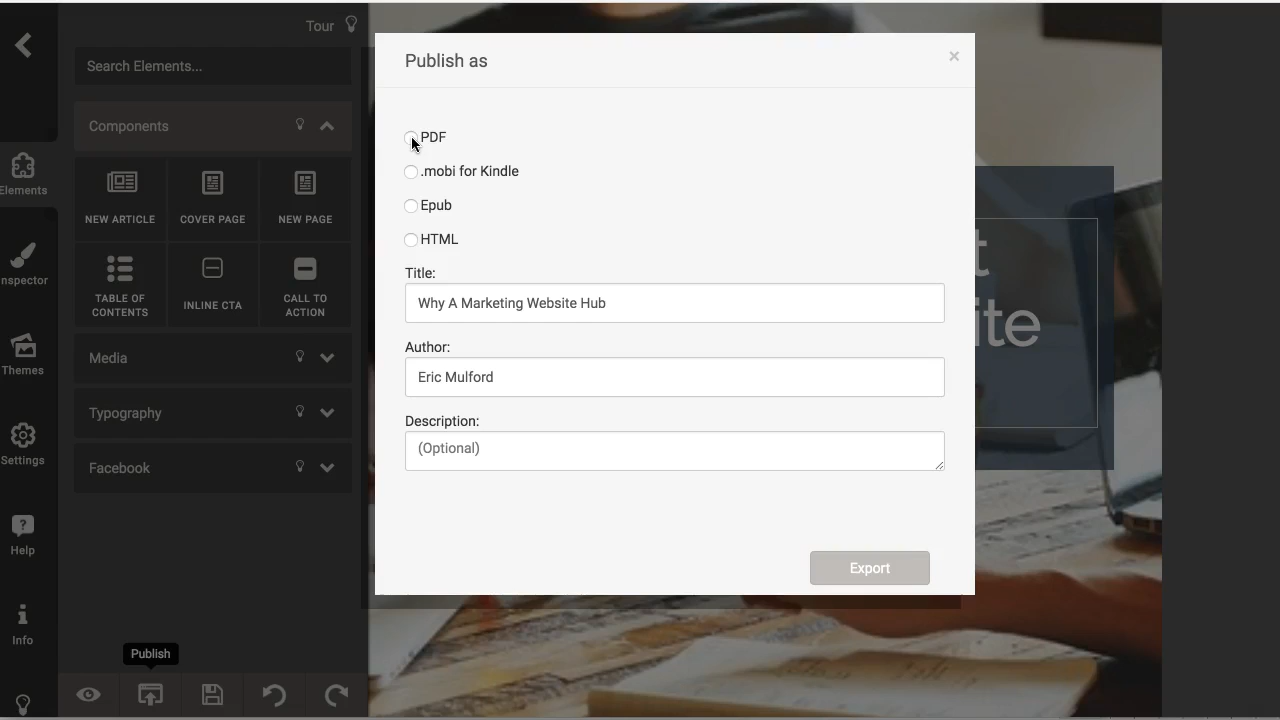 Tour
Search Elements...
Components
NEW ARTICLE
COVER PAGE
NEW PAGE
TABLE OF
CONTENTS
INLINE CTA
CALL TO
ACTION
Media
Typography
Facebook
Elements
nspector
Themes
Settings
Help
Info
Publish
Publish as
×
PDF
.mobi for Kindle
Epub
HTML
Title:
Why A Marketing Website Hub
Author:
Eric Mulford
Description:
(Optional)
Export
t
ite